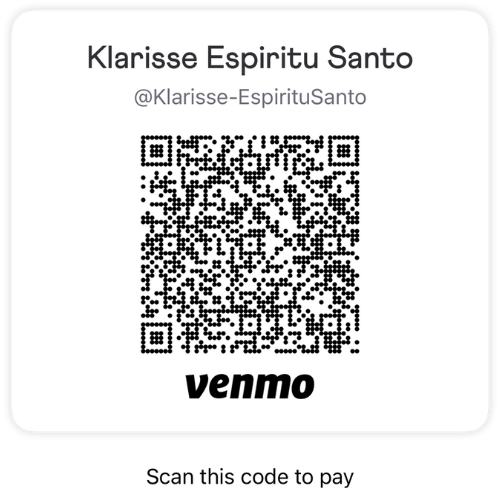 Klarisse Espiritu Santo
@Klarisse-EspirituSanto
venmo
Scan this code to pay